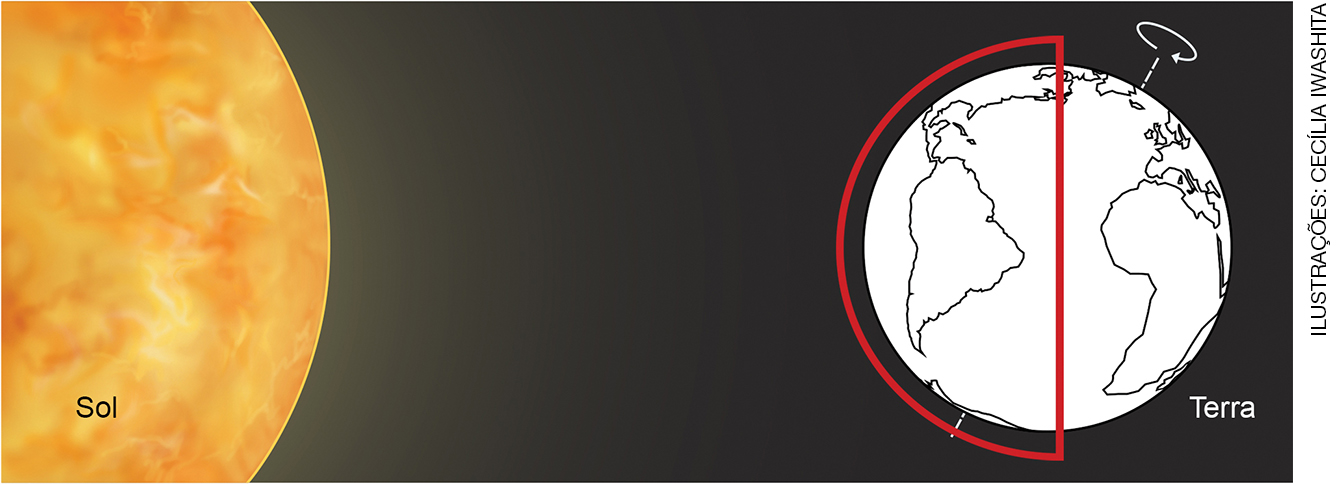 Sol
Terra
ILUSTRAÇÕES: CECÍLIA IWASHITA